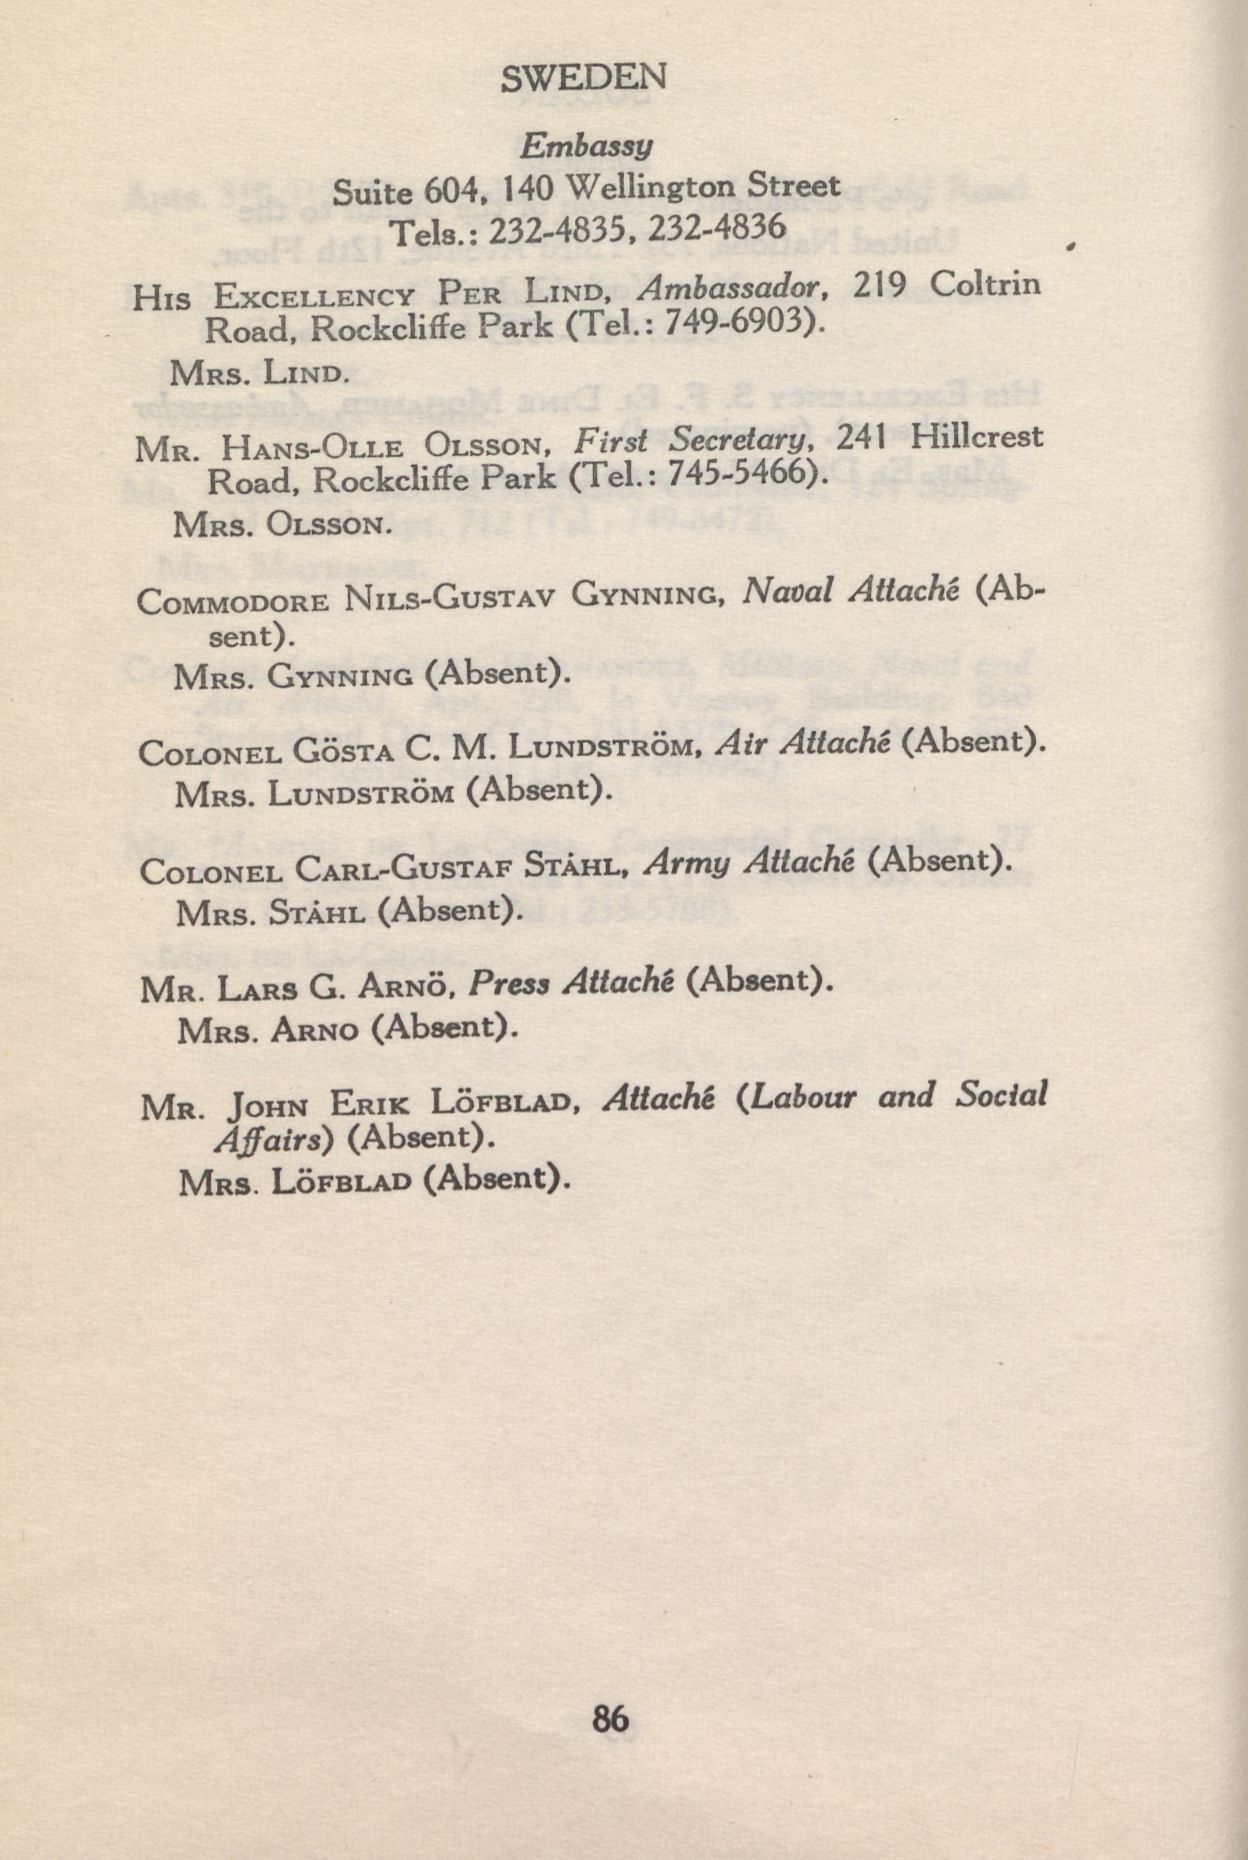 SWEDEN
Embassy
Suite 604, 140 Wellington Street
Tels.: 232-4835, 232-4836
HIS EXCELLENCY PER LIND, Ambassador, 219 Coltrin
Road, Rockcliffe Park (Tel.: 749-6903).
MRS. LIND.
MR. HANS-OLLE OLSSON, First Secretary, 241 Hillcrest
Road, Rockcliffe Park (Tel.: 745-5466).
MRS. OLSSON.
COMMODORE NILS-GUSTAV GYNNING, Naval Attaché (Ab-
sent).
MRS. GYNNING (Absent).
COLONEL GÖSTA C. M. LUNDSTRÖM, Air Attaché (Absent).
MRS. LUNDSTRÖM (Absent).
COLONEL CARL-GUSTAF STÅHL, Army Attaché (Absent).
MRS. STÅHL (Absent).
MR. LARS G. ARNÖ, Press Attaché (Absent).
MRS. ARNO (Absent).
MR. JOHN ERIK LÖFBLAD, Attaché (Labour and Social
Affairs) (Absent).
MRS. LÖFBLAD (Absent).
86